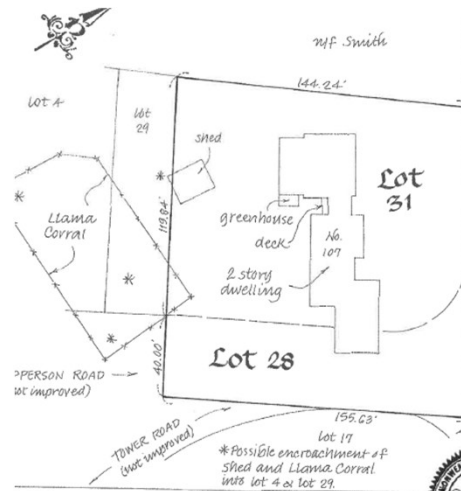 n/f Smith
144.24'
Lot 4
Lot
29
shed
Lot
31
119.84'
greenhouse
deck
No.
107
Llama
Corral
2 story
dwelling
40.00'
Lot 28
PPERSON ROAD
(not improved)
155.63'
TOWER ROAD
(not improved)
Lot 17
*Possible encroachment of
Shed and Llama Corral
into lot 4 & lot 29.